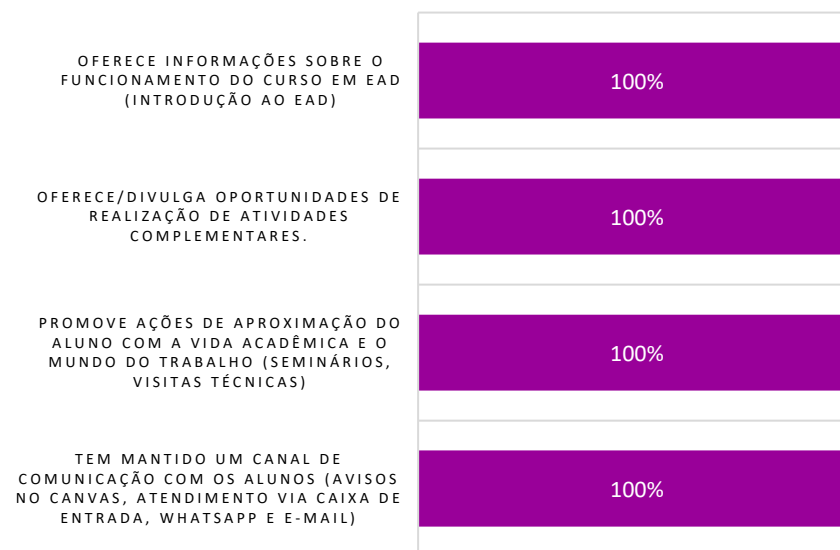 OFERECE INFORMAÇÕES SOBRE O
FUNCIONAMENTO DO CURSO EM EAD
(INTRODUÇÃO AO EAD)
100%
OFERECE/DIVULGA OPORTUNIDADES DE
REALIZAÇÃO DE ATIVIDADES
COMPLEMENTARES.
100%
PROMOVE AÇÕES DE APROXIMAÇÃO DO
ALUNO COM A VIDA ACADÊMICA E O
MUNDO DO TRABALHO (SEMINÁRIOS,
VISITAS TÉCNICAS)
100%
TEM MANTIDO UM CANAL DE
COMUNICAÇÃO COM OS ALUNOS (AVISOS
NO CANVAS, ATENDIMENTO VIA CAIXA DE
ENTRADA, WHATSAPP E E-MAIL)
100%